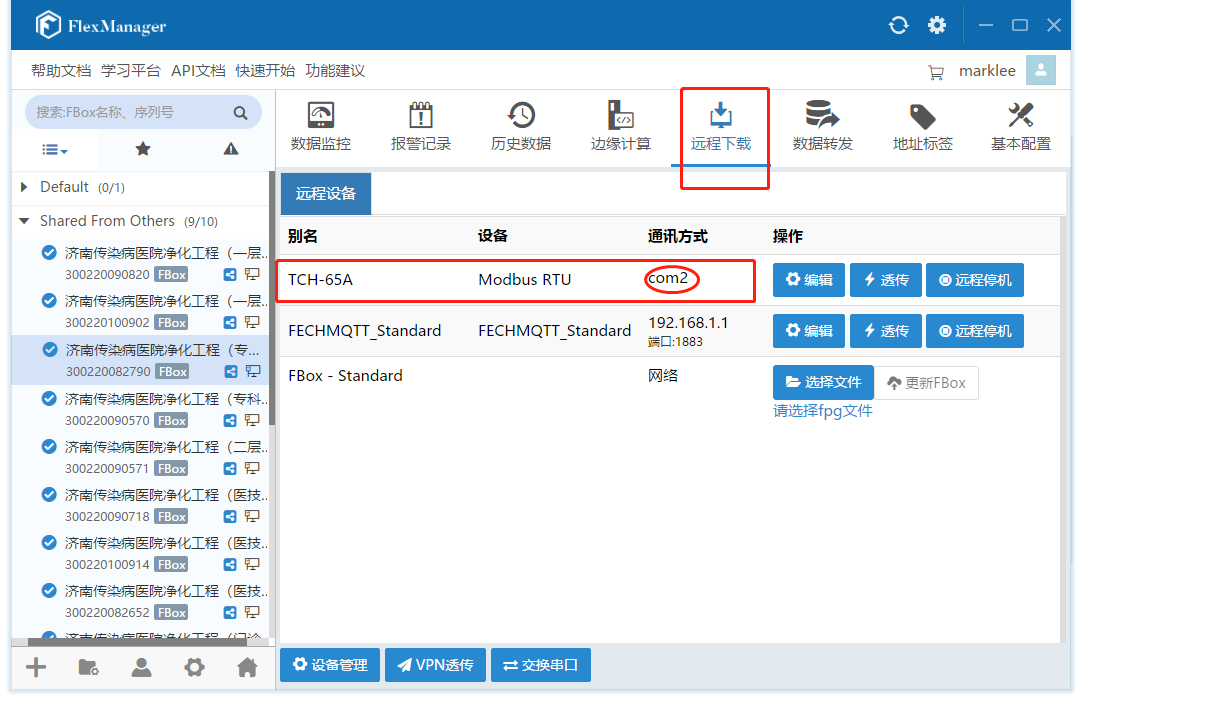 FlexManager
帮助文档 学习平台 API文档 快速开始 功能建议 marklee
搜索:FBox名称、序列号
数据监控 报警记录 历史数据 边缘计算 远程下载 数据转发 地址标签 基本配置
Default (0/1)
Shared From Others (9/10)
济南传染病医院净化工程（一层..
300220090820 FBox
济南传染病医院净化工程（一层..
300220100902 FBox
济南传染病医院净化工程（专...
300220082790 FBox
济南传染病医院净化工程（专科..
300220090570 FBox
济南传染病医院净化工程（二层..
300220090571 FBox
济南传染病医院净化工程（医技..
300220090718 FBox
济南传染病医院净化工程（医技..
300220100914 FBox
济南传染病医院净化工程（医技..
300220082652 FBox
济南传染病医院净化工程（门诊
远程设备
别名 设备 通讯方式 操作
TCH-65A Modbus RTU com2 编辑 透传 远程停机
FECHMQTT_Standard FECHMQTT_Standard 192.168.1.1 编辑 透传 远程停机
端口:1883
FBox - Standard 网络 选择文件 更新FBox
请选择fpg文件
设备管理 VPN透传 交换串口